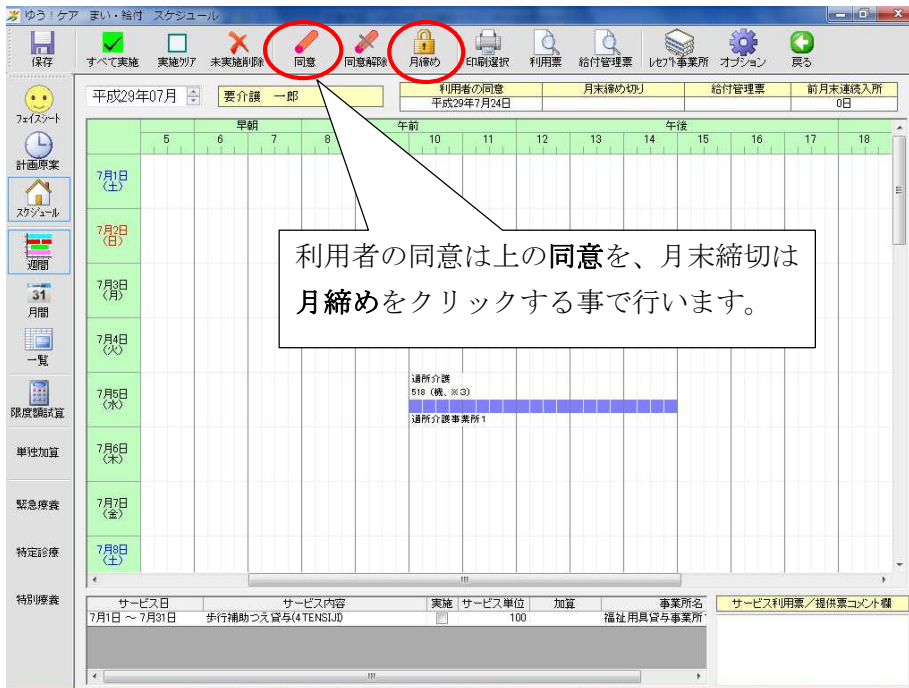 ゆう！ケア まい・給付 スケジュール
保存 すべて実施 実施クリア 未実施削除 同意 同意解除 月締め 印刷選択 利用票 給付管理票 レセプト事業所 オプション 戻る
フェイスシート
計画原案
スケジュール
週間
31
月間
一覧
限度額試算
単独加算
緊急療養
特定診療
特別療養
平成29年07月 要介護 一郎
利用者の同意 月末締め切り 給付管理票 前月末連続入所
平成29年7月24日 0日
早朝 午前 午後
5 6 7 8 10 11 12 13 14 15 16 17 18
7月1日
(土)
7月2日
(日)
7月3日
(月)
7月4日
(火)
7月5日
(水)
7月6日
(木)
7月7日
(金)
7月8日
(土)
利用者の同意は上の同意を、月末締切は
月締めをクリックする事で行います。
通所介護
518 (機、※3)
通所介護事業所1
サービス日 サービス内容 実施 サービス単位 加算 事業所名
7月1日 ～ 7月31日 歩行補助つえ貸与(4TENSIJI) 100 福祉用具貸与事業所1
サービス利用票／提供票コメント欄